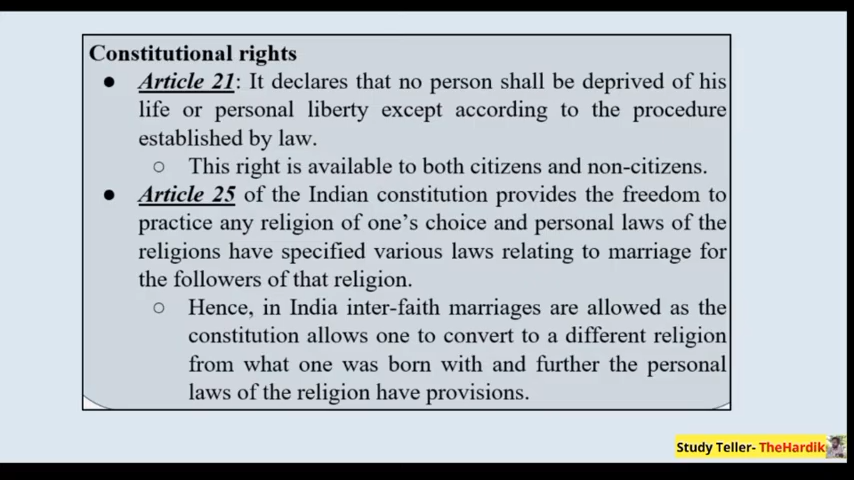 Constitutional rights
● Article 21: It declares that no person shall be deprived of his
life or personal liberty except according to the procedure
established by law.
○ This right is available to both citizens and non-citizens.
● Article 25 of the Indian constitution provides the freedom to
practice any religion of one’s choice and personal laws of the
religions have specified various laws relating to marriage for
the followers of that religion.
○ Hence, in India inter-faith marriages are allowed as the
constitution allows one to convert to a different religion
from what one was born with and further the personal
laws of the religion have provisions.
Study Teller- TheHardik